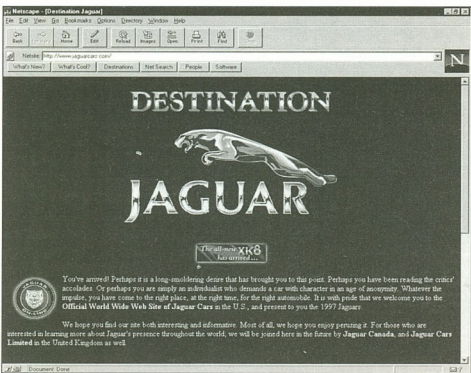 Netscape - [Destination Jaguar]
File Edit View Go Bookmarks Options Directory Window Help
Back Home Edit Reload Images Open Print Find
Netsite: http://www.jaguarcars.com/
What's New? What's Cool? Destinations Net Search People Software
N
DESTINATION
JAGUAR
The all-new XK8
has arrived...
JAGUAR
You've arrived! Perhaps it is a long-smoldering desire that has brought you to this point. Perhaps you have been reading the critics'
accolades. Or perhaps you are simply an individualist who demands a car with character in an age of anonymity. Whatever the
impulse, you have come to the right place, at the right time, for the right automobile. It is with pride that we welcome you to the
Official World Wide Web Site of Jaguar Cars in the U.S., and present to you the 1997 Jaguars.
We hope you find our site both interesting and informative. Most of all, we hope you enjoy perusing it. For those who are
interested in learning more about Jaguar's presence throughout the world, we will be joined here in the future by Jaguar Canada, and Jaguar Cars
Limited in the United Kingdom as well.
Document: Done